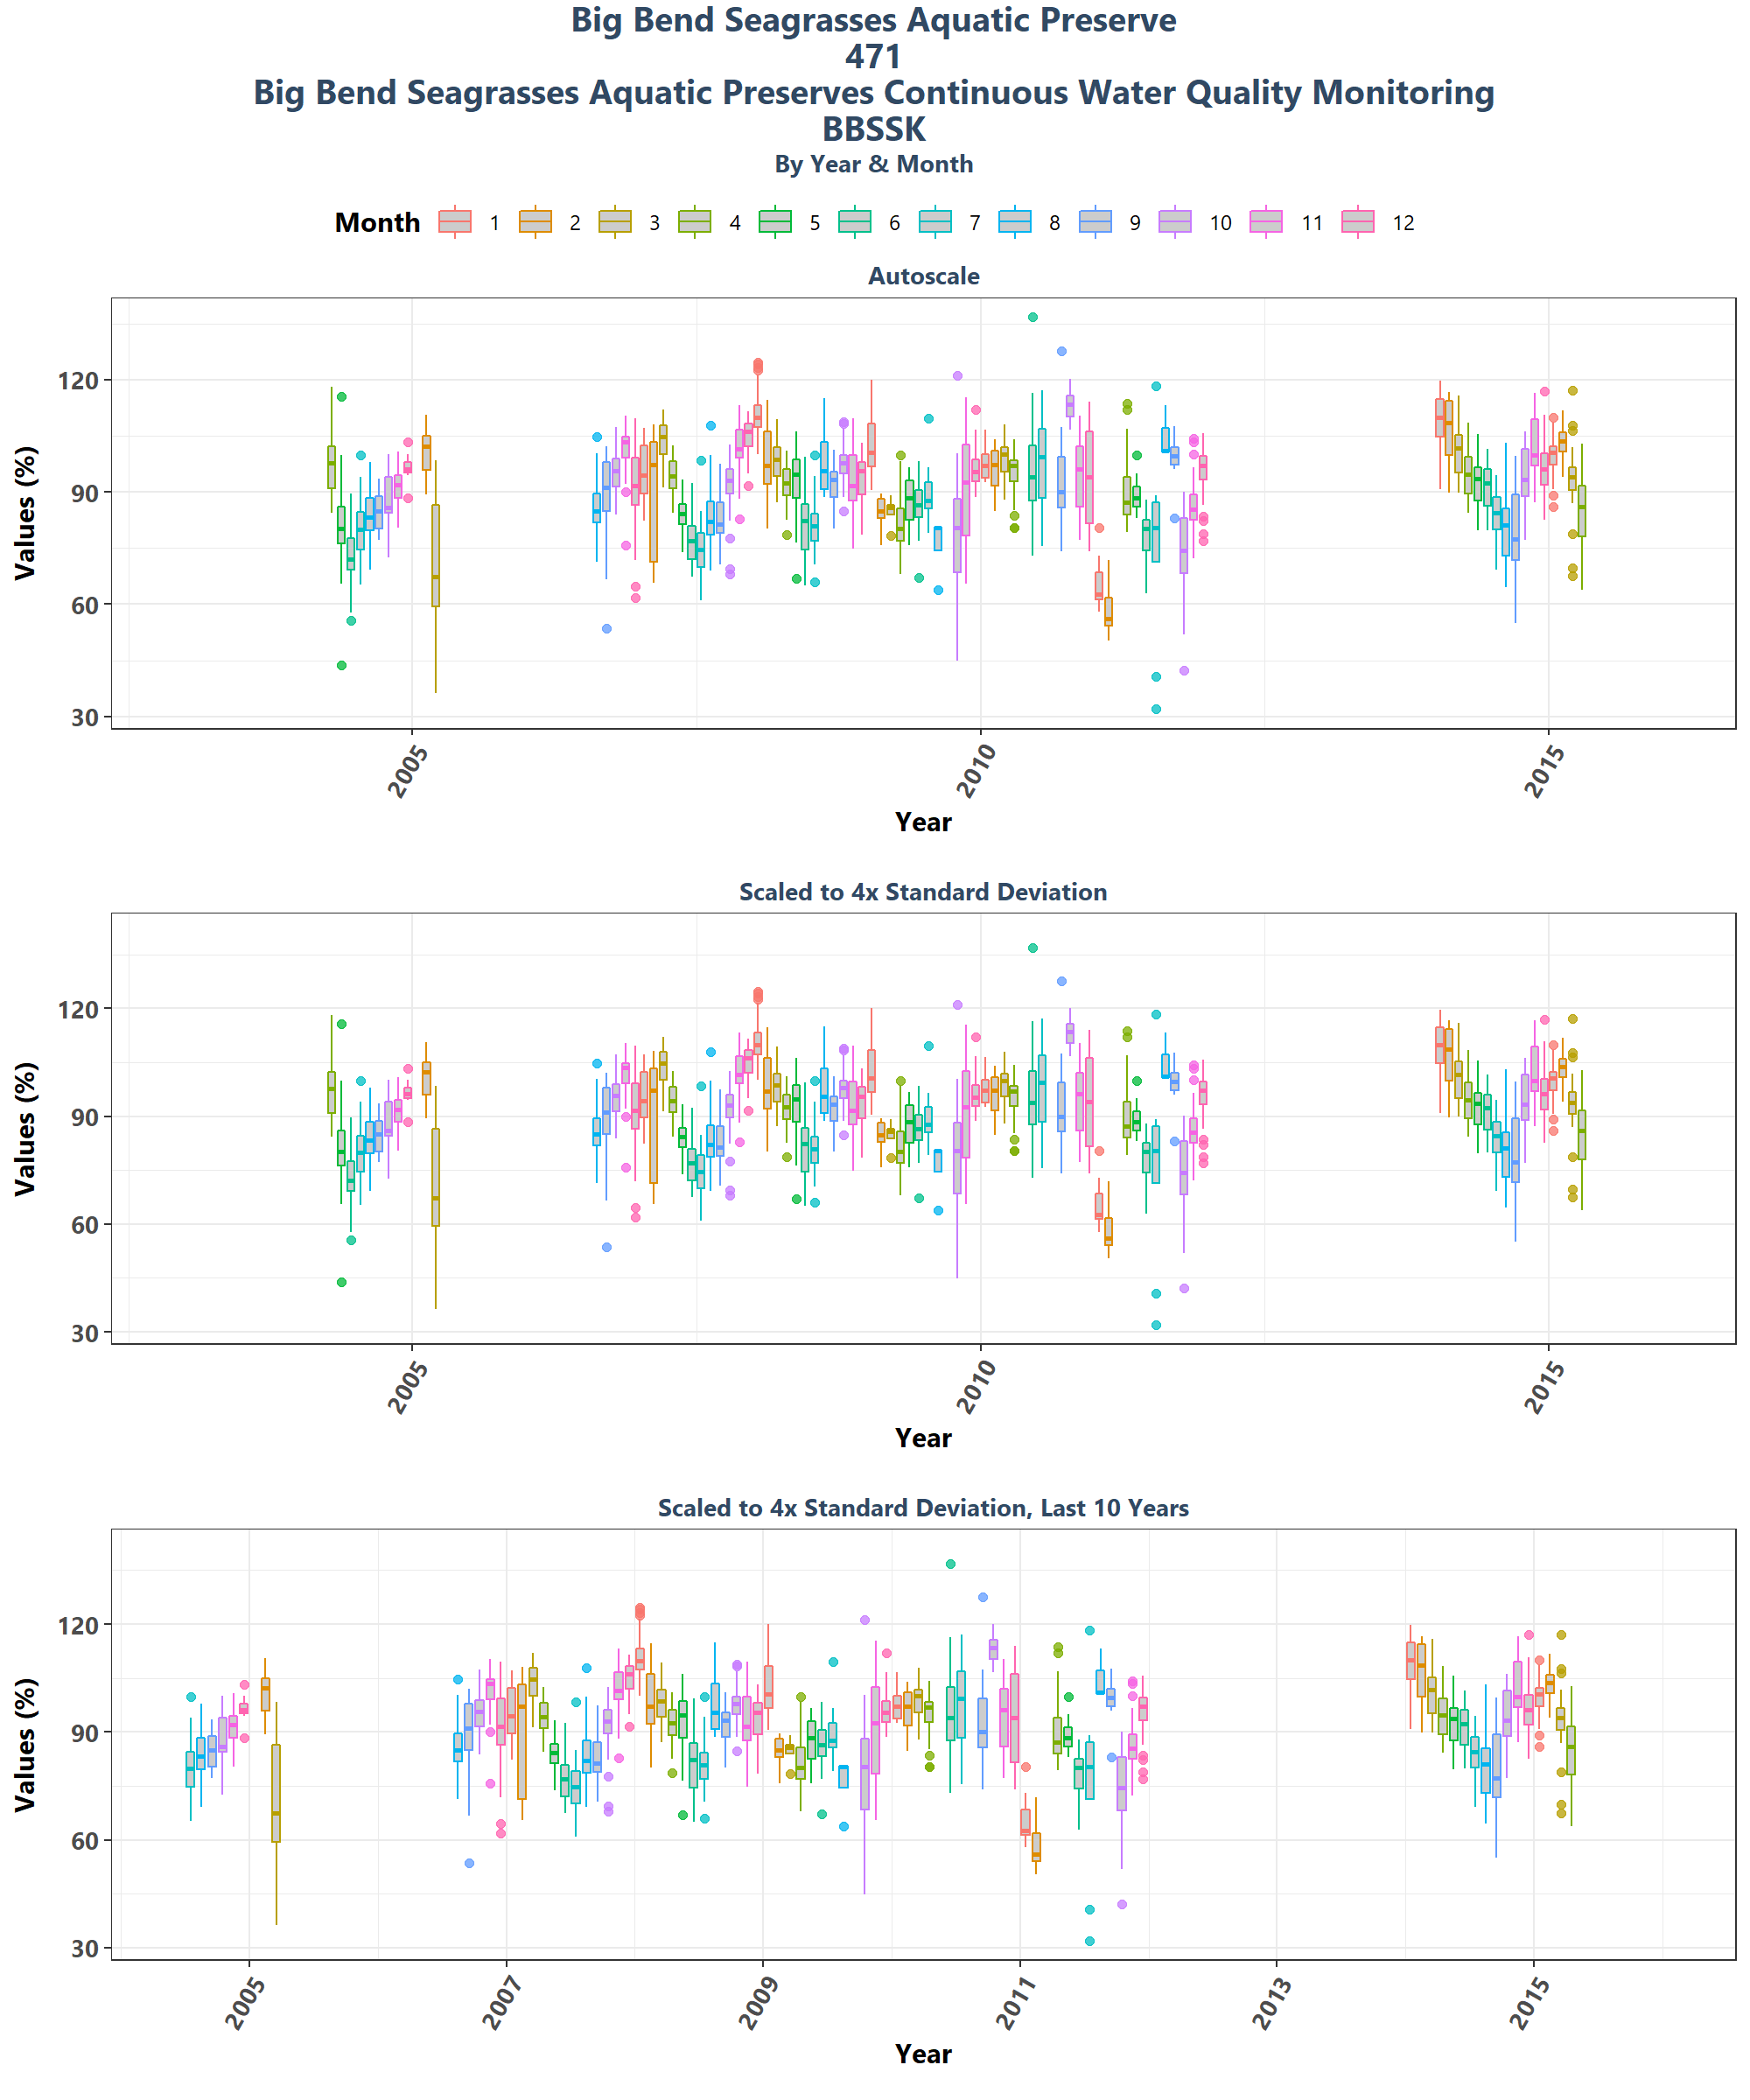 Big Bend Seagrasses Aquatic Preserve
471
Big Bend Seagrasses Aquatic Preserves Continuous Water Quality Monitoring
BBSSK
By Year & Month
Month 1 2 3 4 5 6 7 8 9 10 11 12
Autoscale
Values (%)
120
90
60
30
2005 2010 2015
Year
Scaled to 4x Standard Deviation
Values (%)
120
90
60
30
2005 2010 2015
Year
Scaled to 4x Standard Deviation, Last 10 Years
Values (%)
120
90
60
30
2005 2007 2009 2011 2013 2015
Year